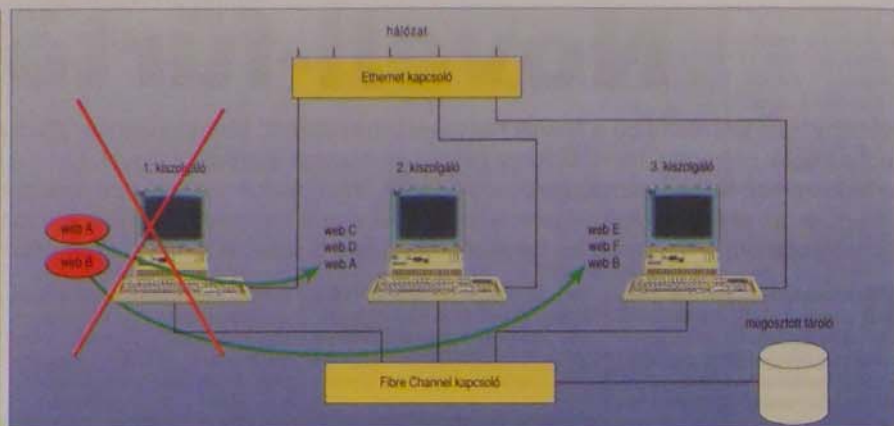 hálózat
Ethernet kapcsoló
1. kiszolgáló
2. kiszolgáló
3. kiszolgáló
web A
web B
web C
web D
web A
web E
web F
web B
megosztott tároló
Fibre Channel kapcsoló